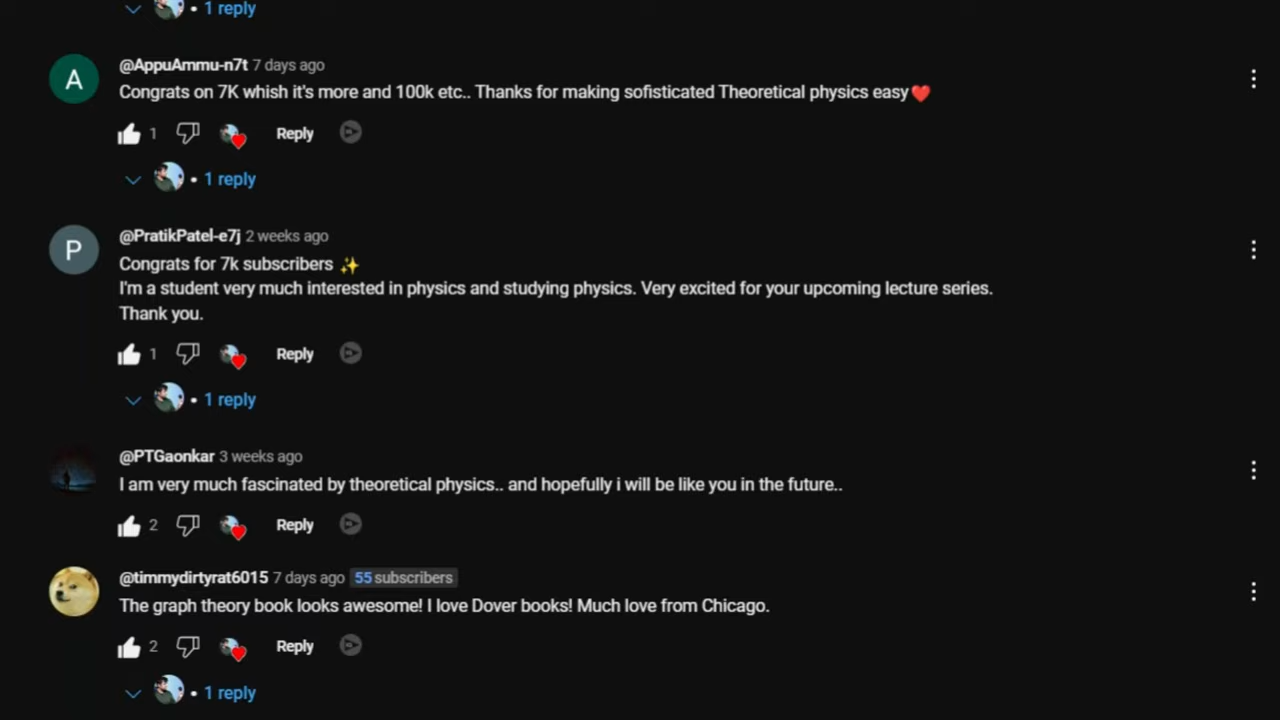 • 1 reply
A
@AppuAmmu-n7t 7 days ago
Congrats on 7K whish it's more and 100k etc.. Thanks for making sofisticated Theoretical physics easy❤️
1 Reply
• 1 reply
P
@PratikPatel-e7j 2 weeks ago
Congrats for 7k subscribers ✨
I'm a student very much interested in physics and studying physics. Very excited for your upcoming lecture series.
Thank you.
1 Reply
• 1 reply
@PTGaonkar 3 weeks ago
I am very much fascinated by theoretical physics.. and hopefully i will be like you in the future..
2 Reply
@timmydirtyrat6015 7 days ago 55 subscribers
The graph theory book looks awesome! I love Dover books! Much love from Chicago.
2 Reply
• 1 reply